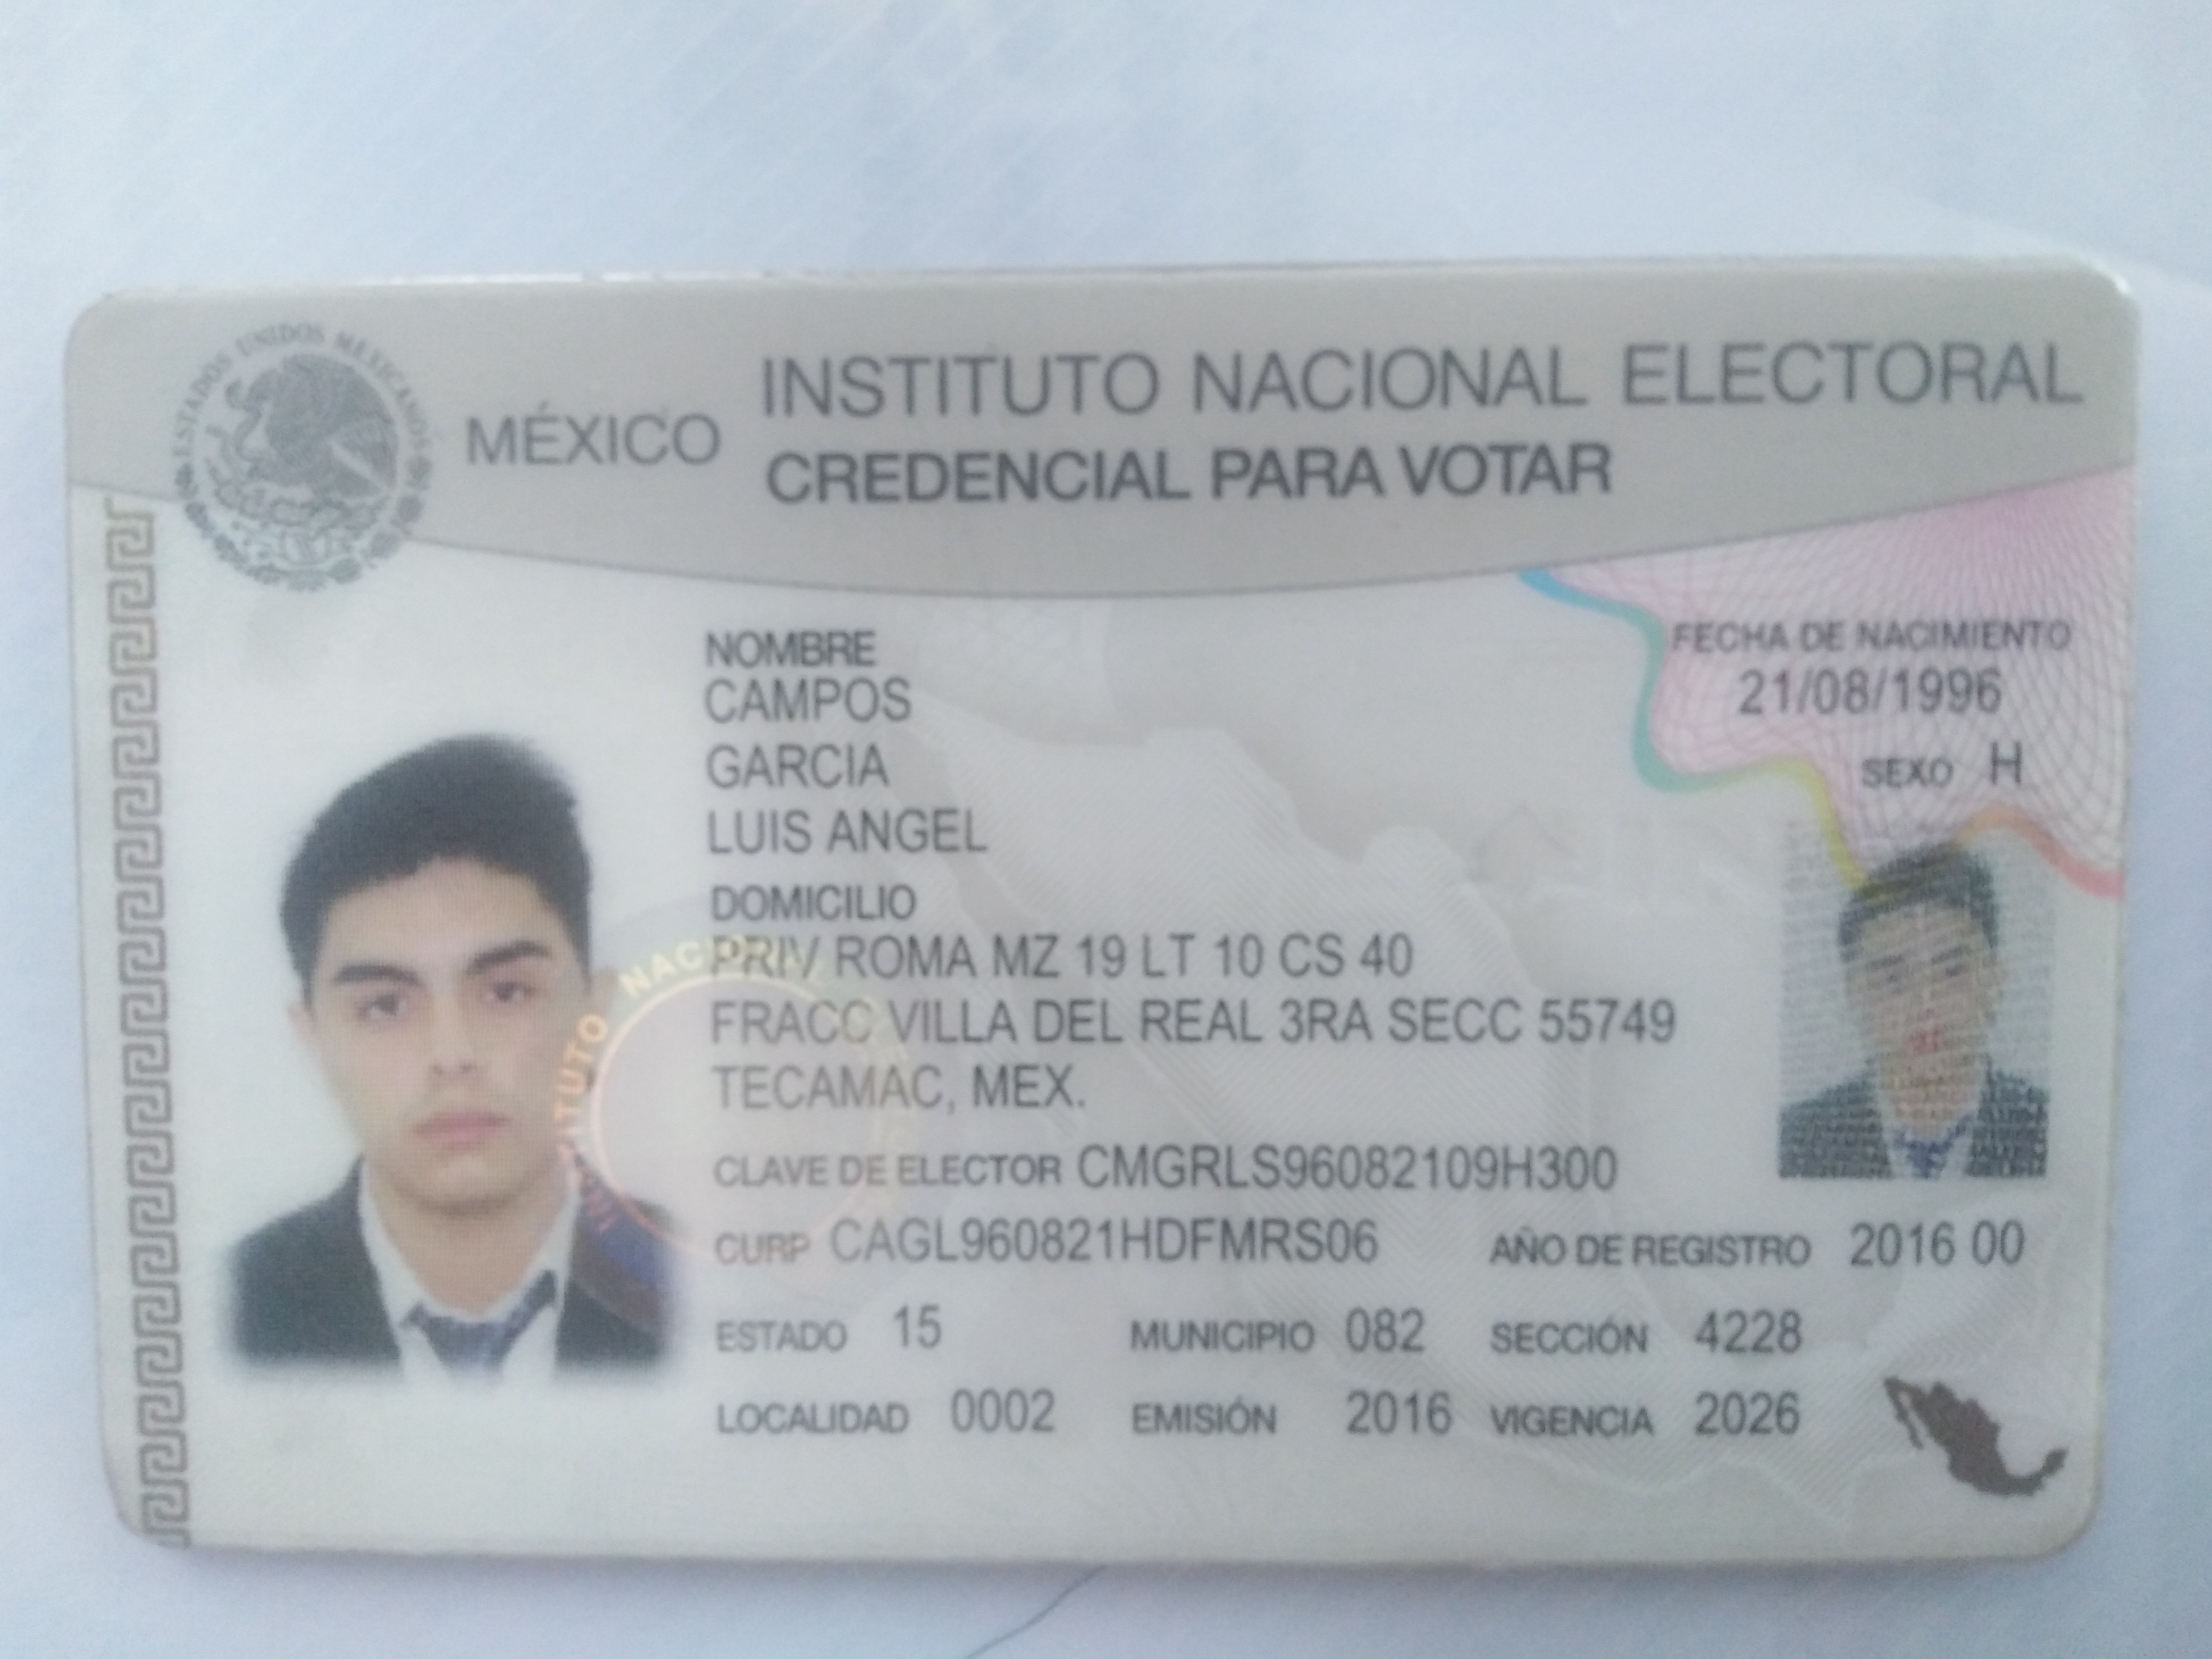 ESTADOS UNIDOS MEXICANOS
MÉXICO
INSTITUTO NACIONAL ELECTORAL
CREDENCIAL PARA VOTAR
NOMBRE
CAMPOS
GARCIA
LUIS ANGEL
FECHA DE NACIMIENTO
21/08/1996
SEXO H
DOMICILIO
PRIV ROMA MZ 19 LT 10 CS 40
FRACC VILLA DEL REAL 3RA SECC 55749
TECAMAC, MEX.
CLAVE DE ELECTOR CMGRLS96082109H300
CURP CAGL960821HDFMRS06 AÑO DE REGISTRO 2016 00
ESTADO 15 MUNICIPIO 082 SECCIÓN 4228
LOCALIDAD 0002 EMISIÓN 2016 VIGENCIA 2026